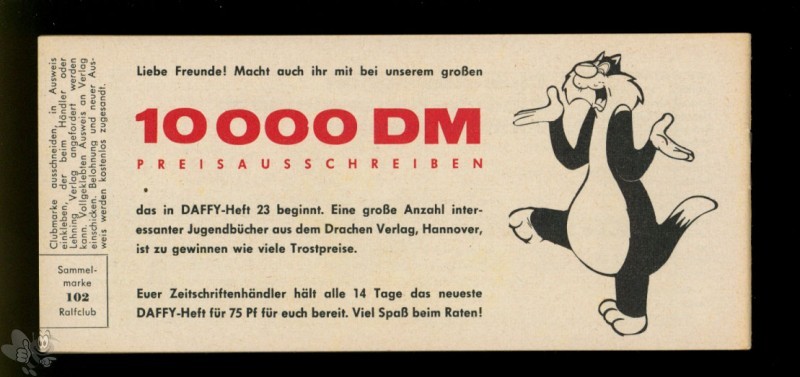 Clubmarke ausschneiden, in Ausweis
einkleben, der beim Händler oder
Lehning Verlag angefordert werden
kann. Vollgeklebten Ausweis an Verlag
einschicken. Belohnung und neuer Aus-
weis werden kostenlos zugesandt.
Sammel-
marke
102
Ralfclub
Liebe Freunde! Macht auch ihr mit bei unserem großen
10 000 DM
PREISAUSSCHREIBEN
das in DAFFY-Heft 23 beginnt. Eine große Anzahl inter-
essanter Jugendbücher aus dem Drachen Verlag, Hannover,
ist zu gewinnen wie viele Trostpreise.
Euer Zeitschriftenhändler hält alle 14 Tage das neueste
DAFFY-Heft für 75 Pf für euch bereit. Viel Spaß beim Raten!